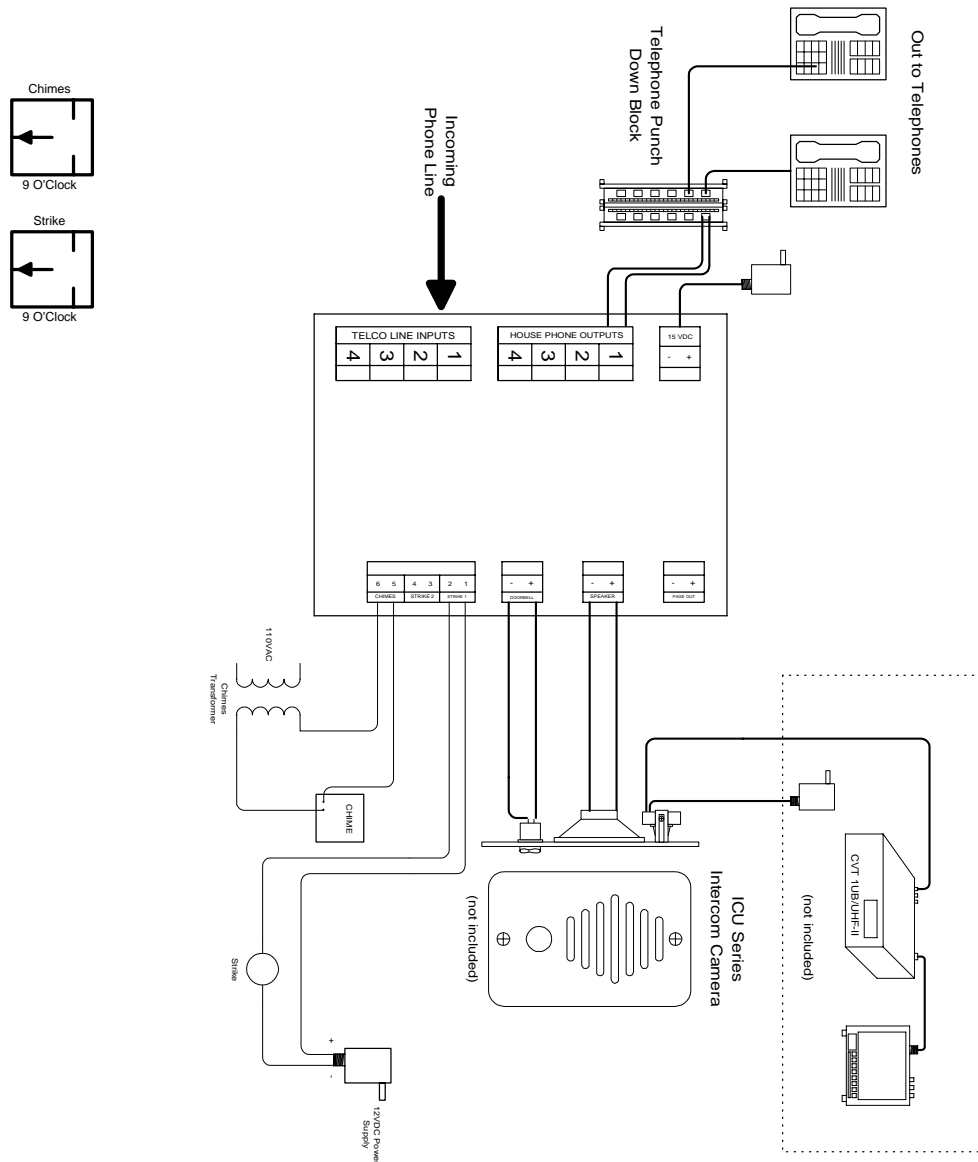 Out to Telephones
Telephone Punch
Down Block
Chimes
9 O'Clock
Strike
9 O'Clock
Incoming
Phone Line
TELCO LINE INPUTS
4 3 2 1
HOUSE PHONE OUTPUTS
4 3 2 1
15 VDC
- +
6 5 4 3 2 1
CHIMES STRIKE 2 STRIKE 1
- +
DOORBELL
- +
SPEAKER
- +
PAGE OUT
110VAC
Chimes
Transformer
CHIME
Strike
+
-
12VDC Power
Supply
ICU Series
Intercom Camera
(not included)
CVT 1UB/UHF-II
(not included)